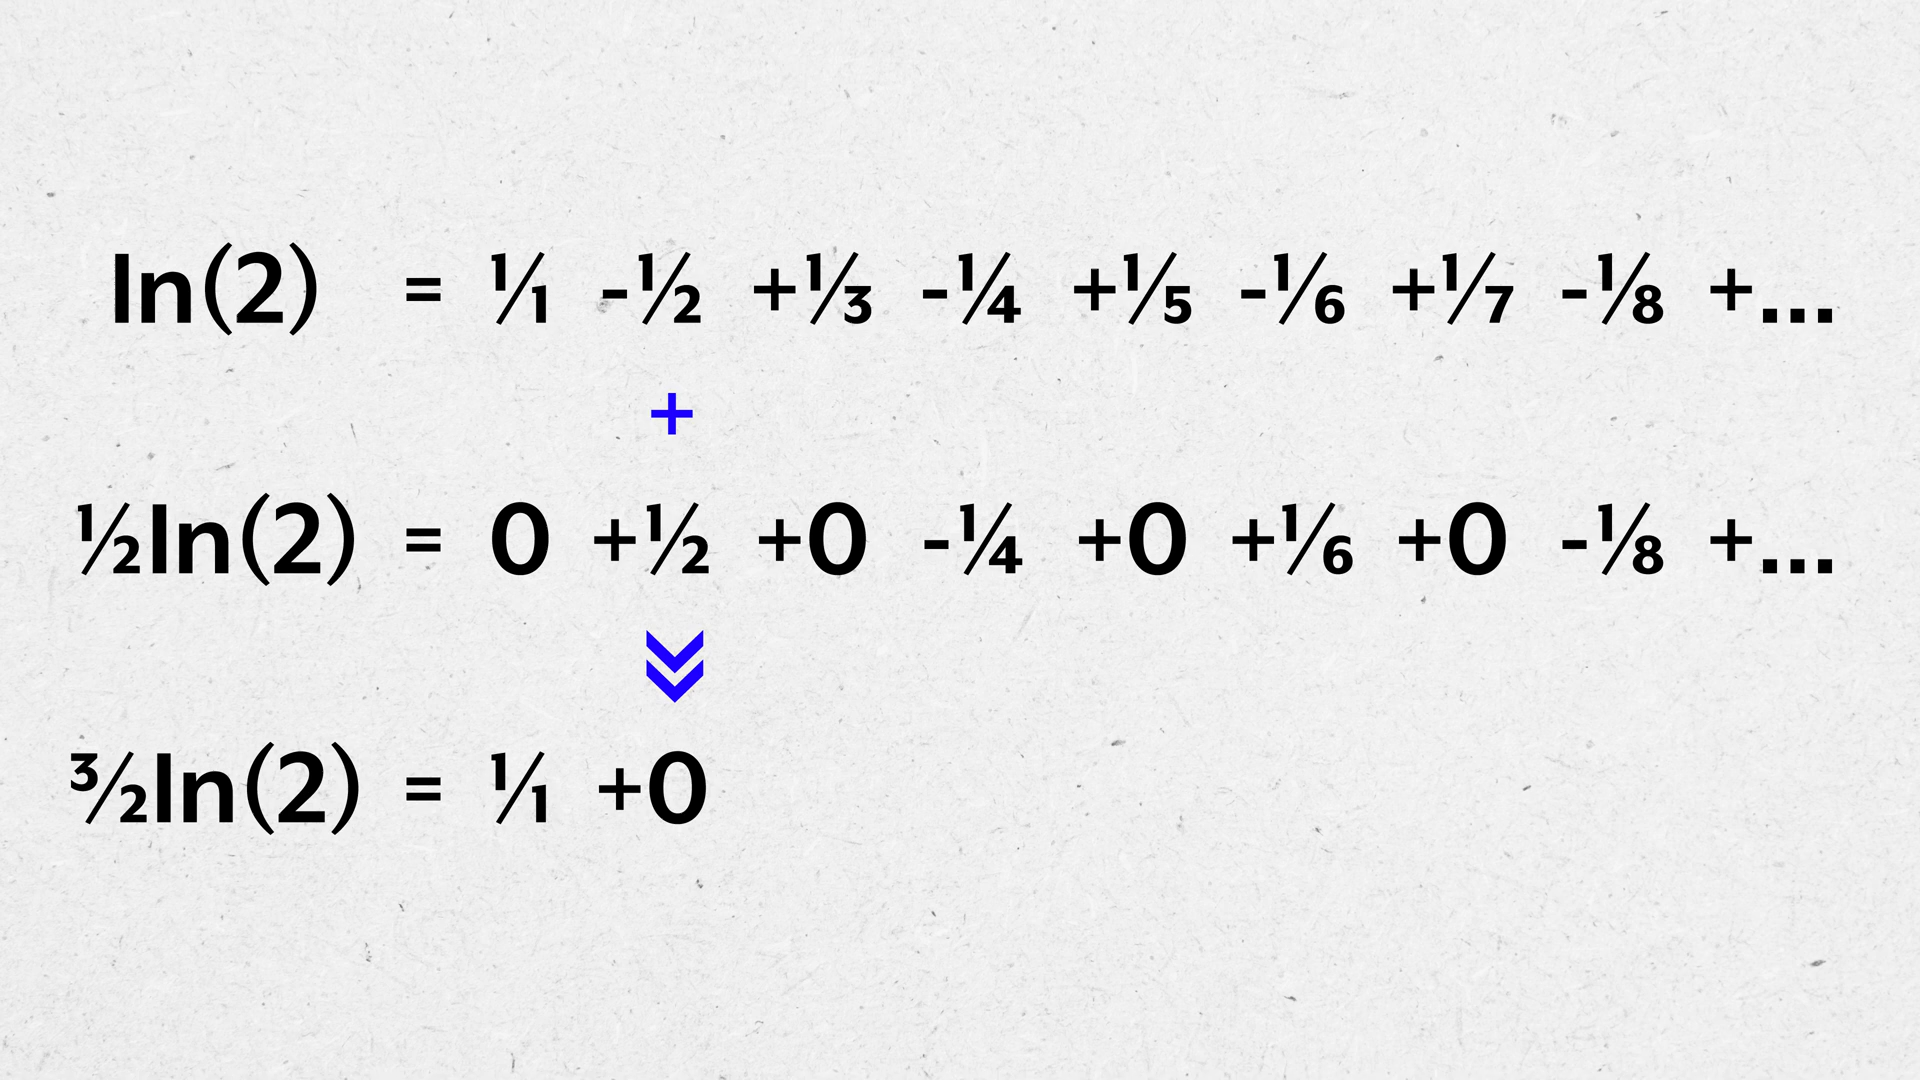 ln(2) = ⅟₁ -½ +⅓ -¼ +⅕ -⅙ +⅐ -⅛ +...
+
½ln(2) = 0 +½ +0 -¼ +0 +⅙ +0 -⅛ +...
³⁄₂ln(2) = ⅟₁ +0